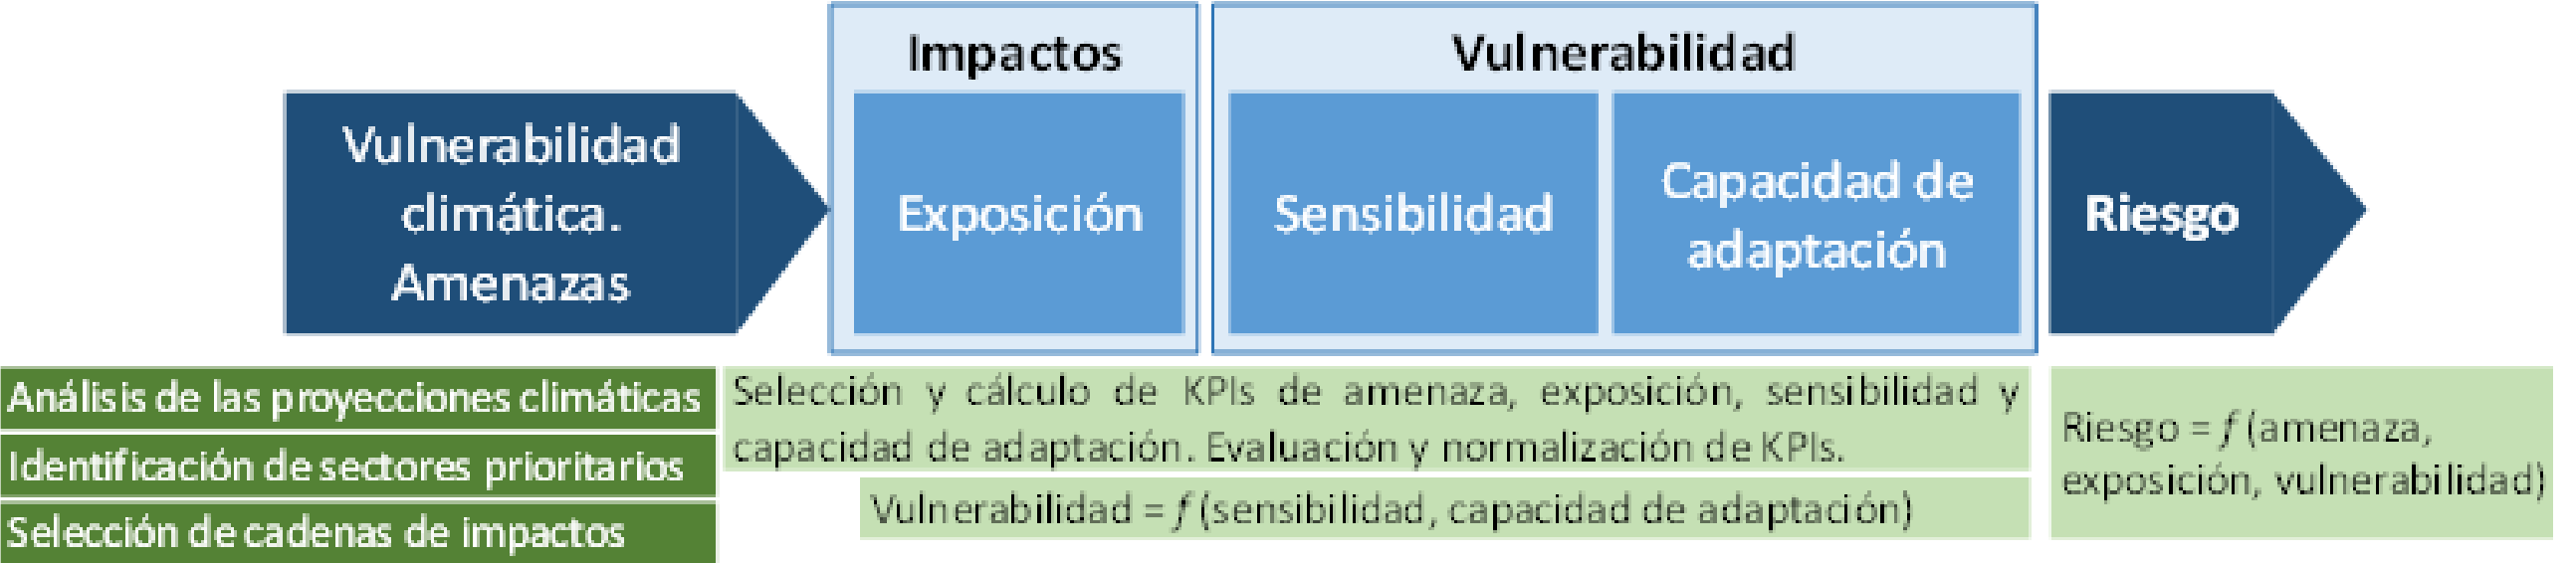 Impactos
Vulnerabilidad
Vulnerabilidad
climática.
Amenazas
Exposición
Sensibilidad
Capacidad de
adaptación
Riesgo
Análisis de las proyecciones climáticas
Identificación de sectores prioritarios
Selección de cadenas de impactos
Selección y cálculo de KPIs de amenaza, exposición, sensibilidad y
capacidad de adaptación. Evaluación y normalización de KPIs.
Vulnerabilidad = f (sensibilidad, capacidad de adaptación)
Riesgo = f (amenaza,
exposición, vulnerabilidad)